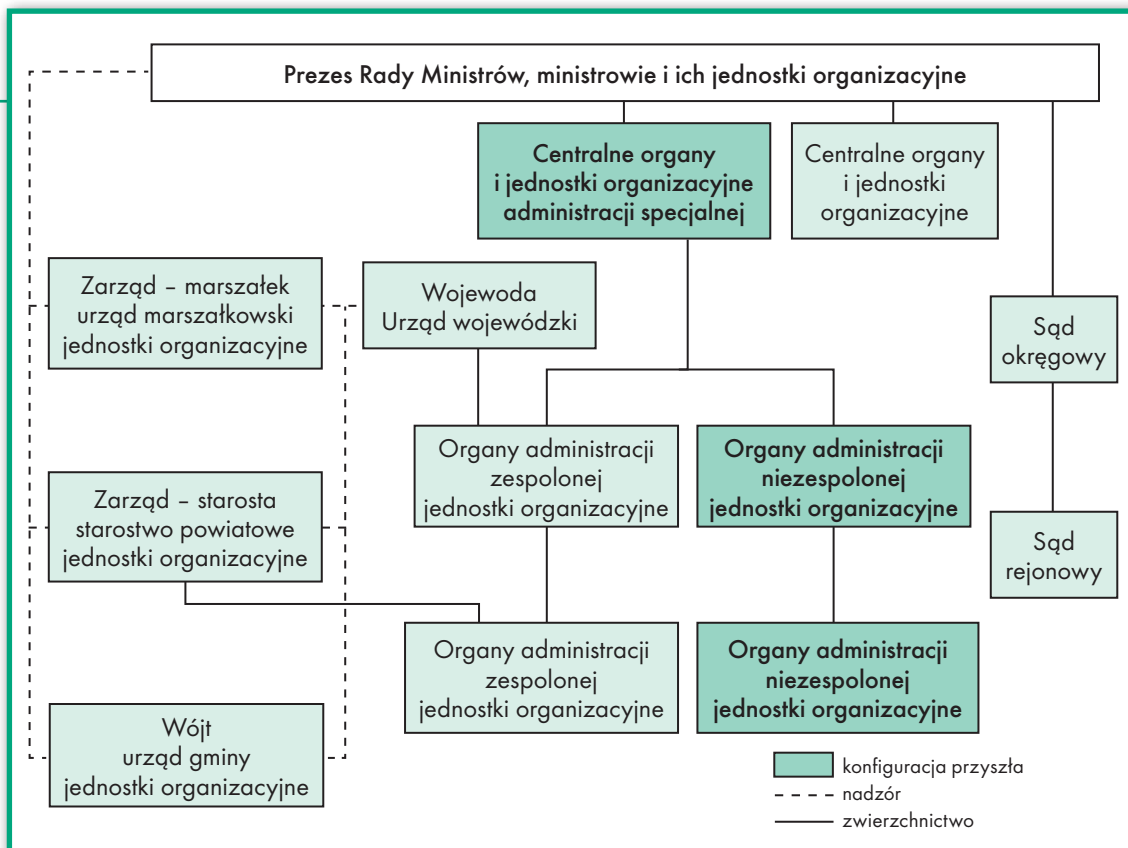 Prezes Rady Ministrów, ministrowie i ich jednostki organizacyjne
Centralne organy
i jednostki organizacyjne
administracji specjalnej
Centralne organy
i jednostki
organizacyjne
Zarząd – marszałek
urząd marszałkowski
jednostki organizacyjne
Wojewoda
Urząd wojewódzki
Sąd
okręgowy
Organy administracji
zespolonej
jednostki organizacyjne
Organy administracji
niezespolonej
jednostki organizacyjne
Zarząd – starosta
starostwo powiatowe
jednostki organizacyjne
Sąd
rejonowy
Organy administracji
zespolonej
jednostki organizacyjne
Organy administracji
niezespolonej
jednostki organizacyjne
Wójt
urząd gminy
jednostki organizacyjne
konfiguracja przyszła
nadzór
zwierzchnictwo